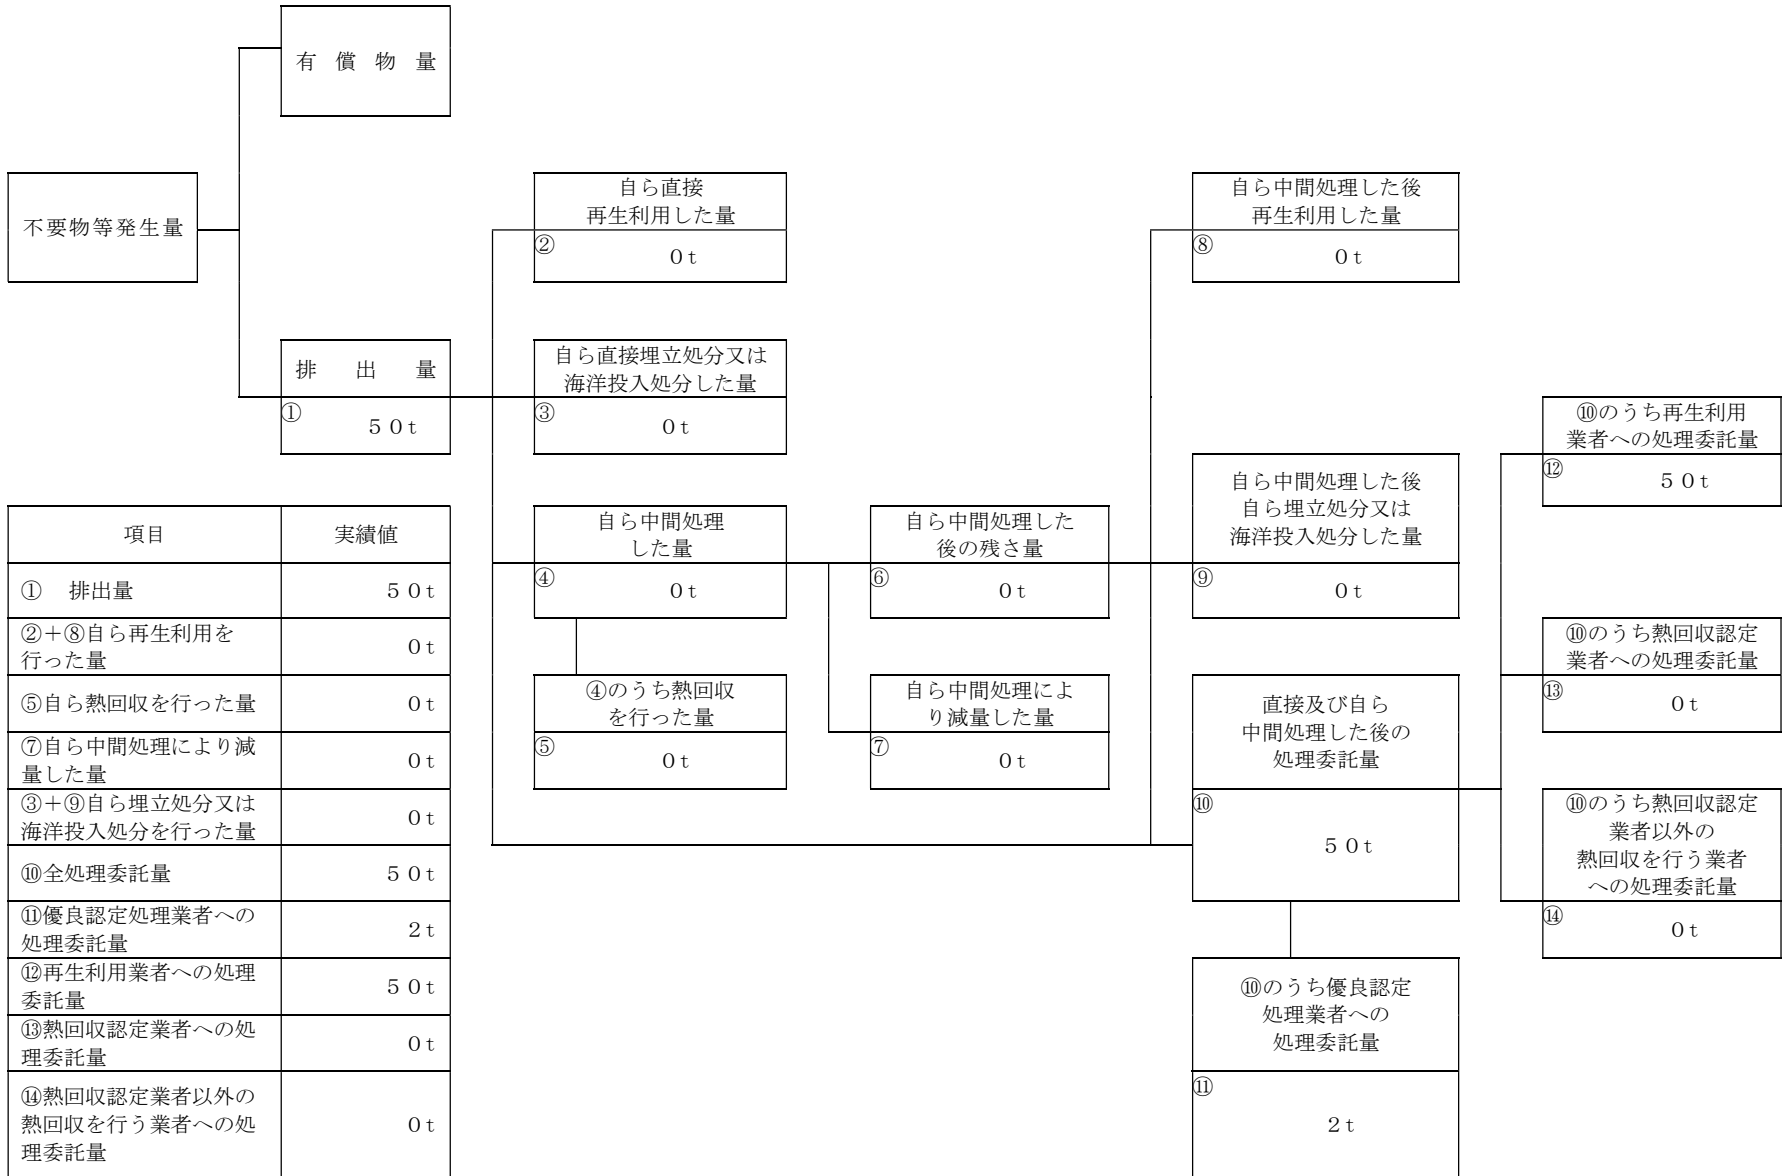 有 償 物 量
不要物等発生量
自ら直接
再生利用した量
②
0t
自ら中間処理した後
再生利用した量
⑧
0t
排 出 量
①
50t
自ら直接埋立処分又は
海洋投入処分した量
③
0t
⑩のうち再生利用
業者への処理委託量
⑫
50t
自ら中間処理した後
自ら埋立処分又は
海洋投入処分した量
⑨
0t
自ら中間処理
した量
④
0t
自ら中間処理した
後の残さ量
⑥
0t
⑩のうち熱回収認定
業者への処理委託量
⑬
0t
④のうち熱回収
を行った量
⑤
0t
自ら中間処理によ
り減量した量
⑦
0t
直接及び自ら
中間処理した後の
処理委託量
⑩
50t
⑩のうち熱回収認定
業者以外の
熱回収を行う業者
への処理委託量
⑭
0t
⑩のうち優良認定
処理業者への
処理委託量
⑪
2t
項目 実績値
① 排出量 50t
②+⑧自ら再生利用を
行った量 0t
⑤自ら熱回収を行った量 0t
⑦自ら中間処理により減
量した量 0t
③+⑨自ら埋立処分又は
海洋投入処分を行った量 0t
⑩全処理委託量 50t
⑪優良認定処理業者への
処理委託量 2t
⑫再生利用業者への処理
委託量 50t
⑬熱回収認定業者への処
理委託量 0t
⑭熱回収認定業者以外の
熱回収を行う業者への処
理委託量 0t